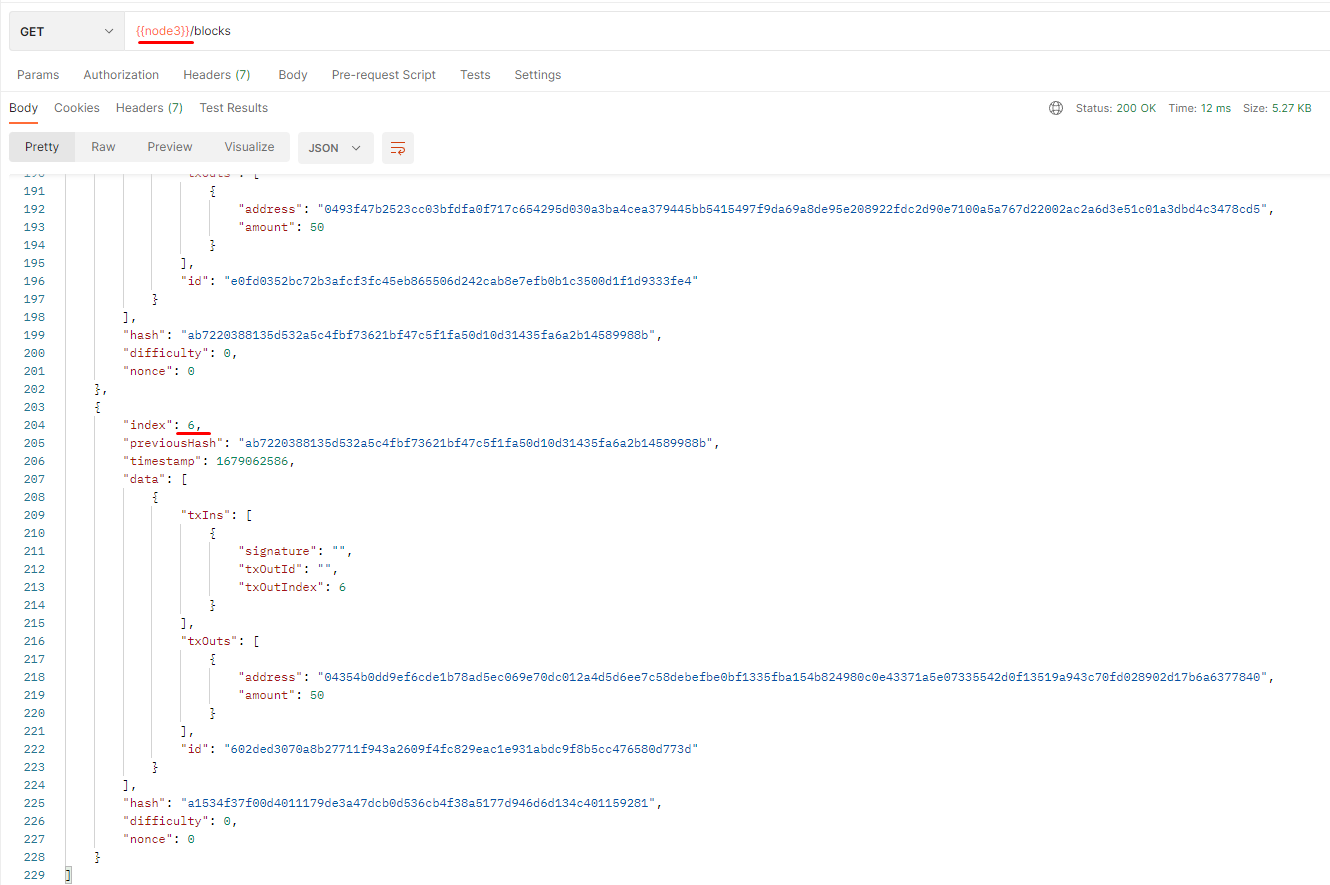 GET {{node3}}/blocks
Params Authorization Headers (7) Body Pre-request Script Tests Settings
Body Cookies Headers (7) Test Results Status: 200 OK Time: 12 ms Size: 5.27 KB
Pretty Raw Preview Visualize JSON
190 "txOuts": [
191 {
192 "address": "0493f47b2523cc03bfdfa0f717c654295d030a3ba4cea379445bb5415497f9da69a8de95e208922fdc2d90e7100a5a767d22002ac2a6d3e51c01a3dbd4c3478cd5",
193 "amount": 50
194 }
195 ],
196 "id": "e0fd0352bc72b3afcf3fc45eb865506d242cab8e7efb0b1c3500d1f1d9333fe4"
197 }
198 ],
199 "hash": "ab7220388135d532a5c4fbf73621bf47c5f1fa50d10d31435fa6a2b14589988b",
200 "difficulty": 0,
201 "nonce": 0
202 },
203 {
204 "index": 6,
205 "previousHash": "ab7220388135d532a5c4fbf73621bf47c5f1fa50d10d31435fa6a2b14589988b",
206 "timestamp": 1679062586,
207 "data": [
208 {
209 "txIns": [
210 {
211 "signature": "",
212 "txOutId": "",
213 "txOutIndex": 6
214 }
215 ],
216 "txOuts": [
217 {
218 "address": "04354b0dd9ef6cde1b78ad5ec069e70dc012a4d5d6ee7c58debefbe0bf1335fba154b824980c0e43371a5e07335542d0f13519a943c70fd028902d17b6a6377840",
219 "amount": 50
220 }
221 ],
222 "id": "602ded3070a8b27711f943a2609f4fc829eac1e931abdc9f8b5cc476580d773d"
223 }
224 ],
225 "hash": "a1534f37f00d4011179de3a47dcb0d536cb4f38a5177d946d6d134c401159281",
226 "difficulty": 0,
227 "nonce": 0
228 }
229 ]